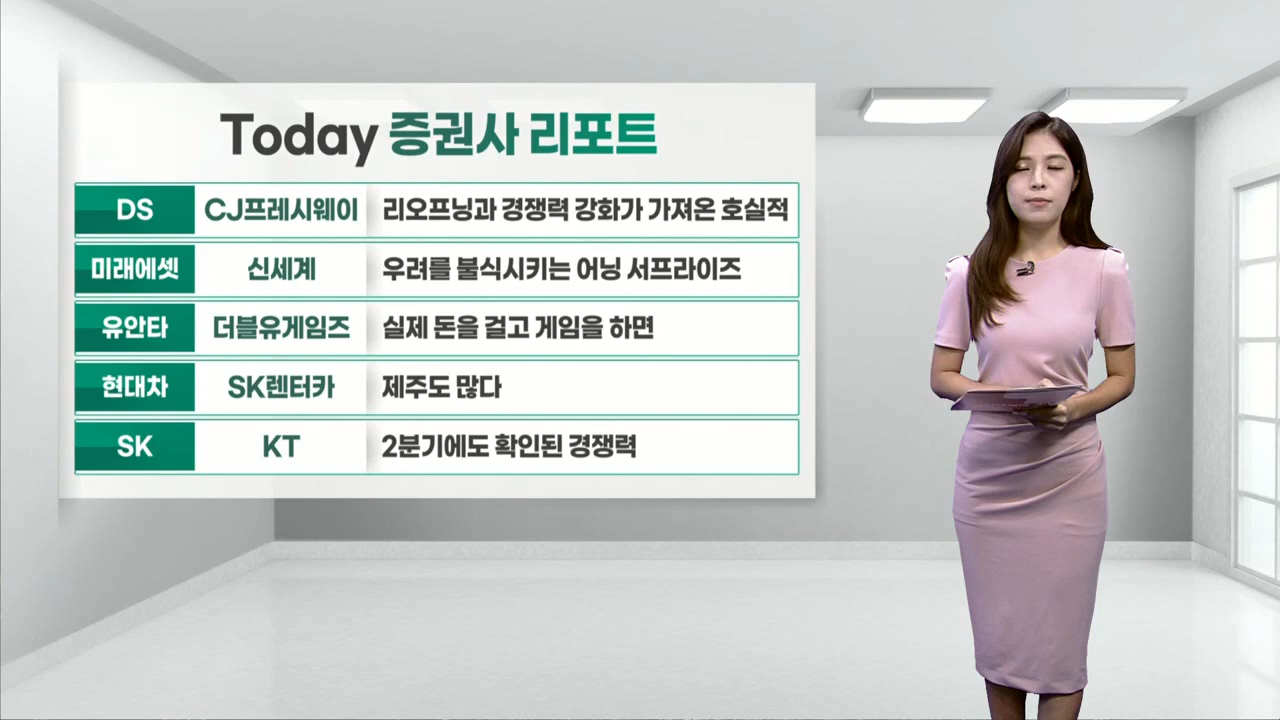 Today 증권사 리포트
DS CJ프레시웨이 리오프닝과 경쟁력 강화가 가져온 호실적
미래에셋 신세계 우려를 불식시키는 어닝 서프라이즈
유안타 더블유게임즈 실제 돈을 걸고 게임을 하면
현대차 SK렌터카 제주도 많다
SK KT 2분기에도 확인된 경쟁력